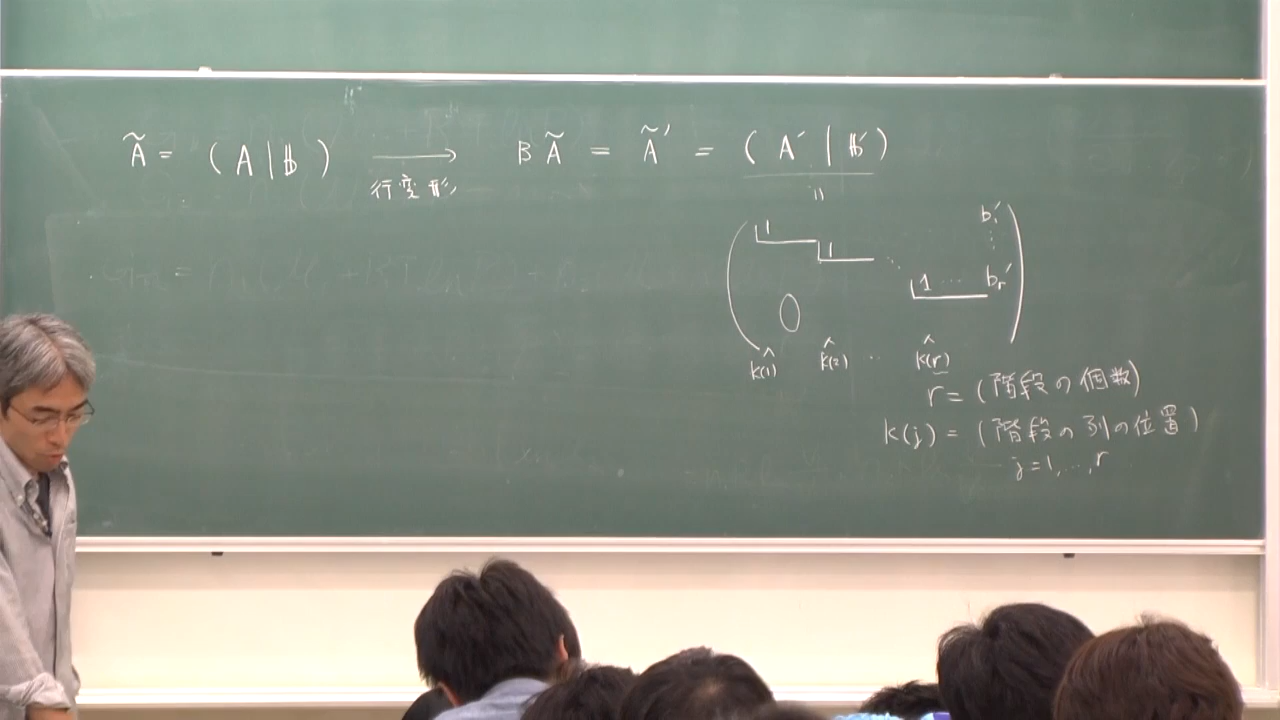 Ã = (A | 𝕓) ⟶ BÃ = Ã′ = (A′ | 𝕓′)
行変形
||
1 b₁′
1 ⋮
⋱
1 ⋯ bᵣ′
0
k(1) k(2) ‥ k(r)
r = (階段の個数)
k(j) = (階段の列の位置)
j = 1, ⋯, r